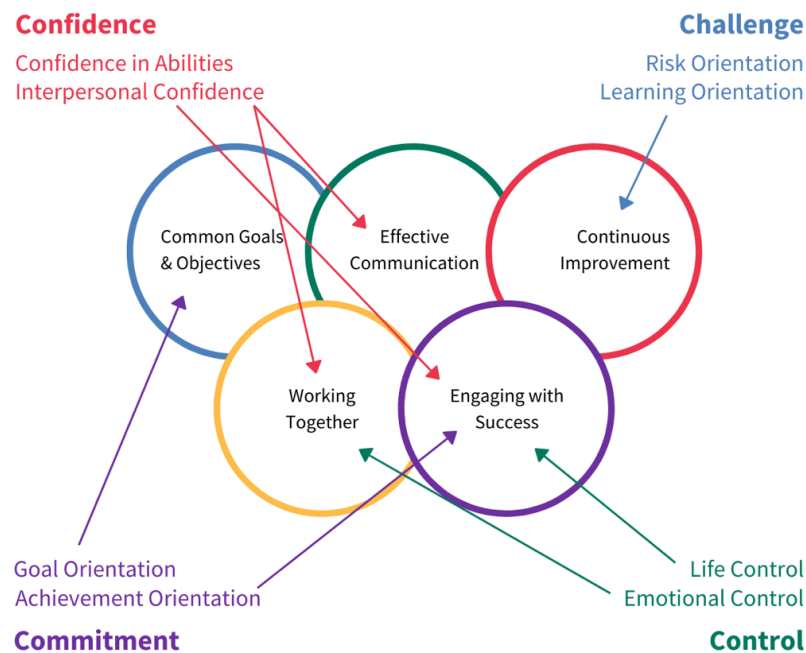 Confidence
Confidence in Abilities
Interpersonal Confidence
Challenge
Risk Orientation
Learning Orientation
Common Goals
& Objectives
Effective
Communication
Continuous
Improvement
Working
Together
Engaging with
Success
Goal Orientation
Achievement Orientation
Commitment
Life Control
Emotional Control
Control